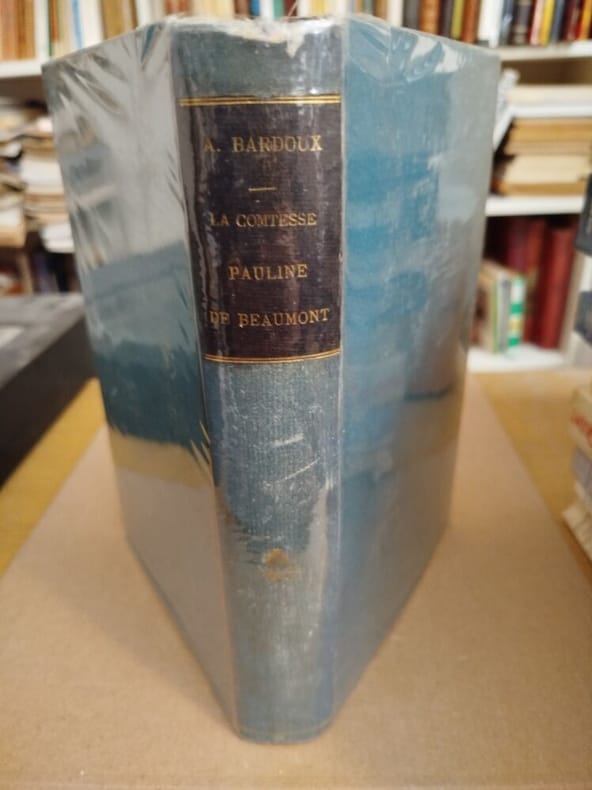 A. BARDOUX
LA COMTESSE
PAULINE
DE BEAUMONT